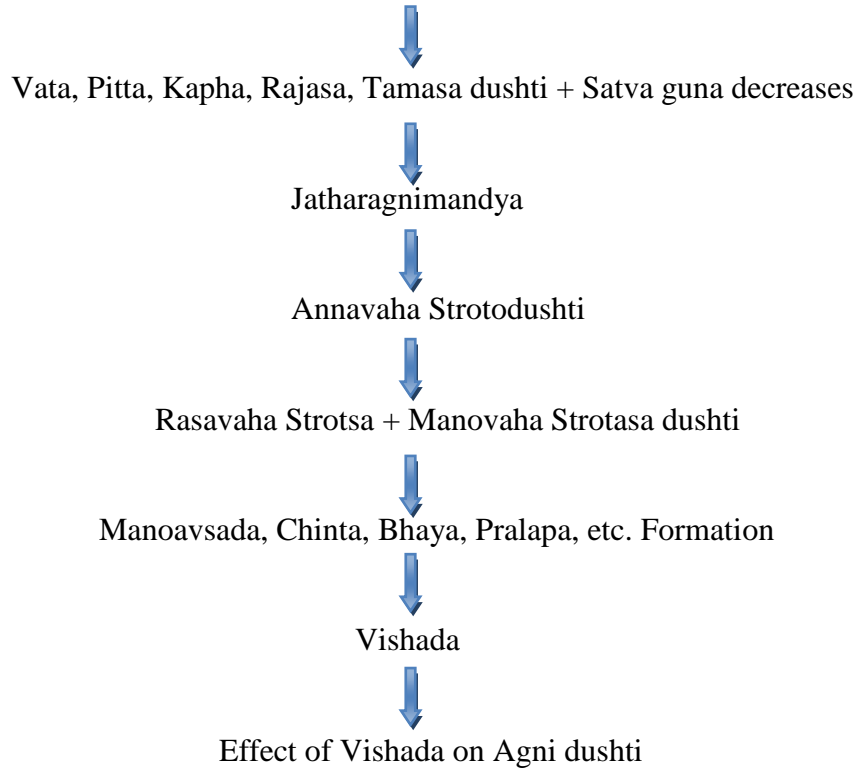 Vata, Pitta, Kapha, Rajasa, Tamasa dushti + Satva guna decreases
Jatharagnimandya
Annavaha Strotodushti
Rasavaha Strotsa + Manovaha Strotasa dushti
Manoavsada, Chinta, Bhaya, Pralapa, etc. Formation
Vishada
Effect of Vishada on Agni dushti